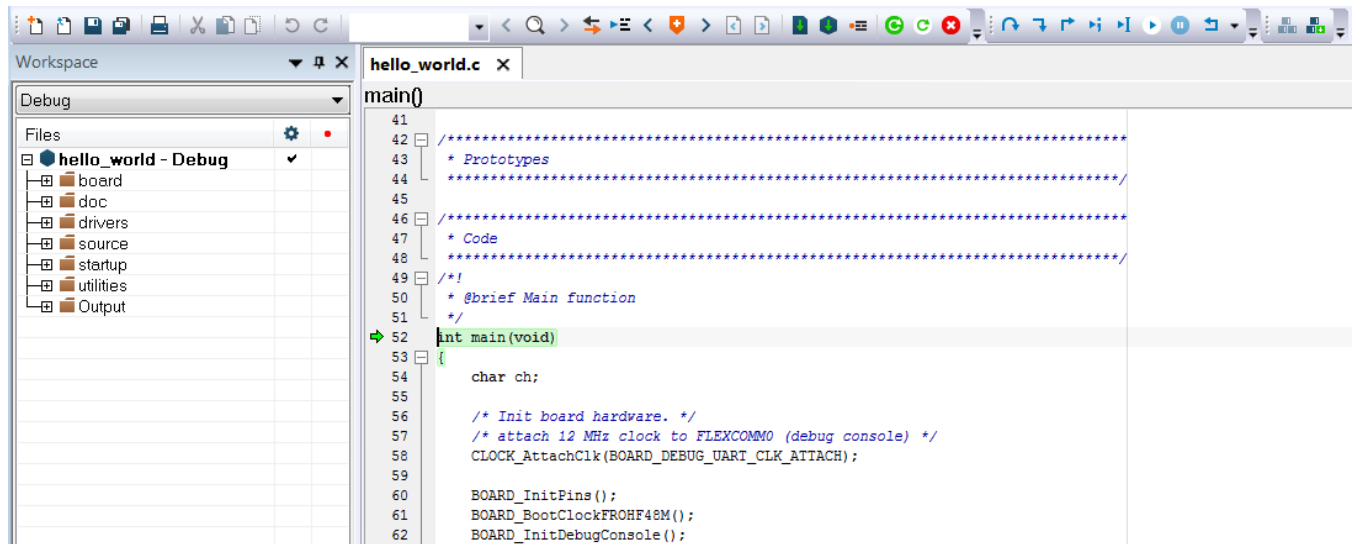 Workspace
hello_world.c
Debug
main()
Files
hello_world - Debug
board
doc
drivers
source
startup
utilities
Output
41
42 /*******************************************************************************
43 * Prototypes
44 ******************************************************************************/
45
46 /*******************************************************************************
47 * Code
48 ******************************************************************************/
49 /*!
50 * @brief Main function
51 */
52 int main(void)
53 {
54 char ch;
55
56 /* Init board hardware. */
57 /* attach 12 MHz clock to FLEXCOMM0 (debug console) */
58 CLOCK_AttachClk(BOARD_DEBUG_UART_CLK_ATTACH);
59
60 BOARD_InitPins();
61 BOARD_BootClockFROHF48M();
62 BOARD_InitDebugConsole();